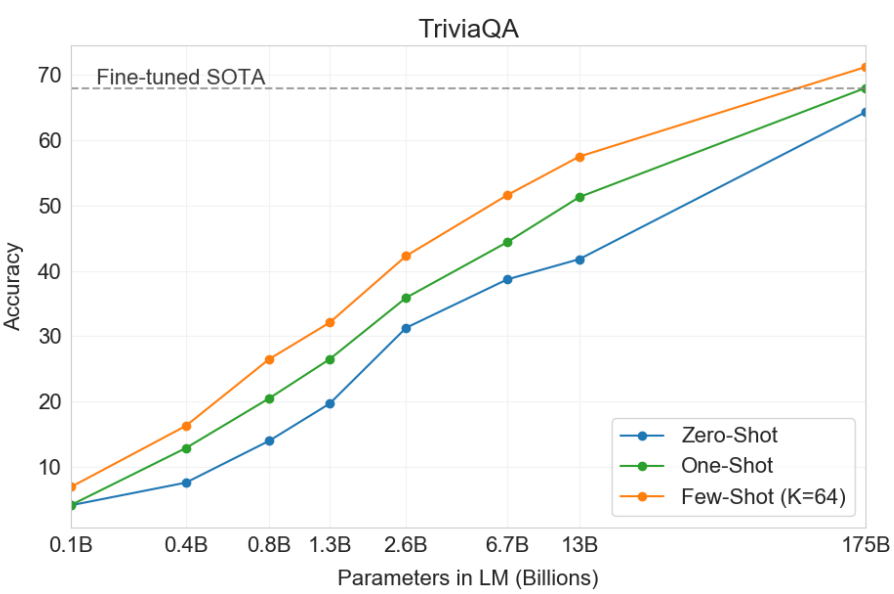 TriviaQA
Fine-tuned SOTA
70
60
50
40
30
20
10
Accuracy
Zero-Shot
One-Shot
Few-Shot (K=64)
0.1B 0.4B 0.8B 1.3B 2.6B 6.7B 13B 175B
Parameters in LM (Billions)